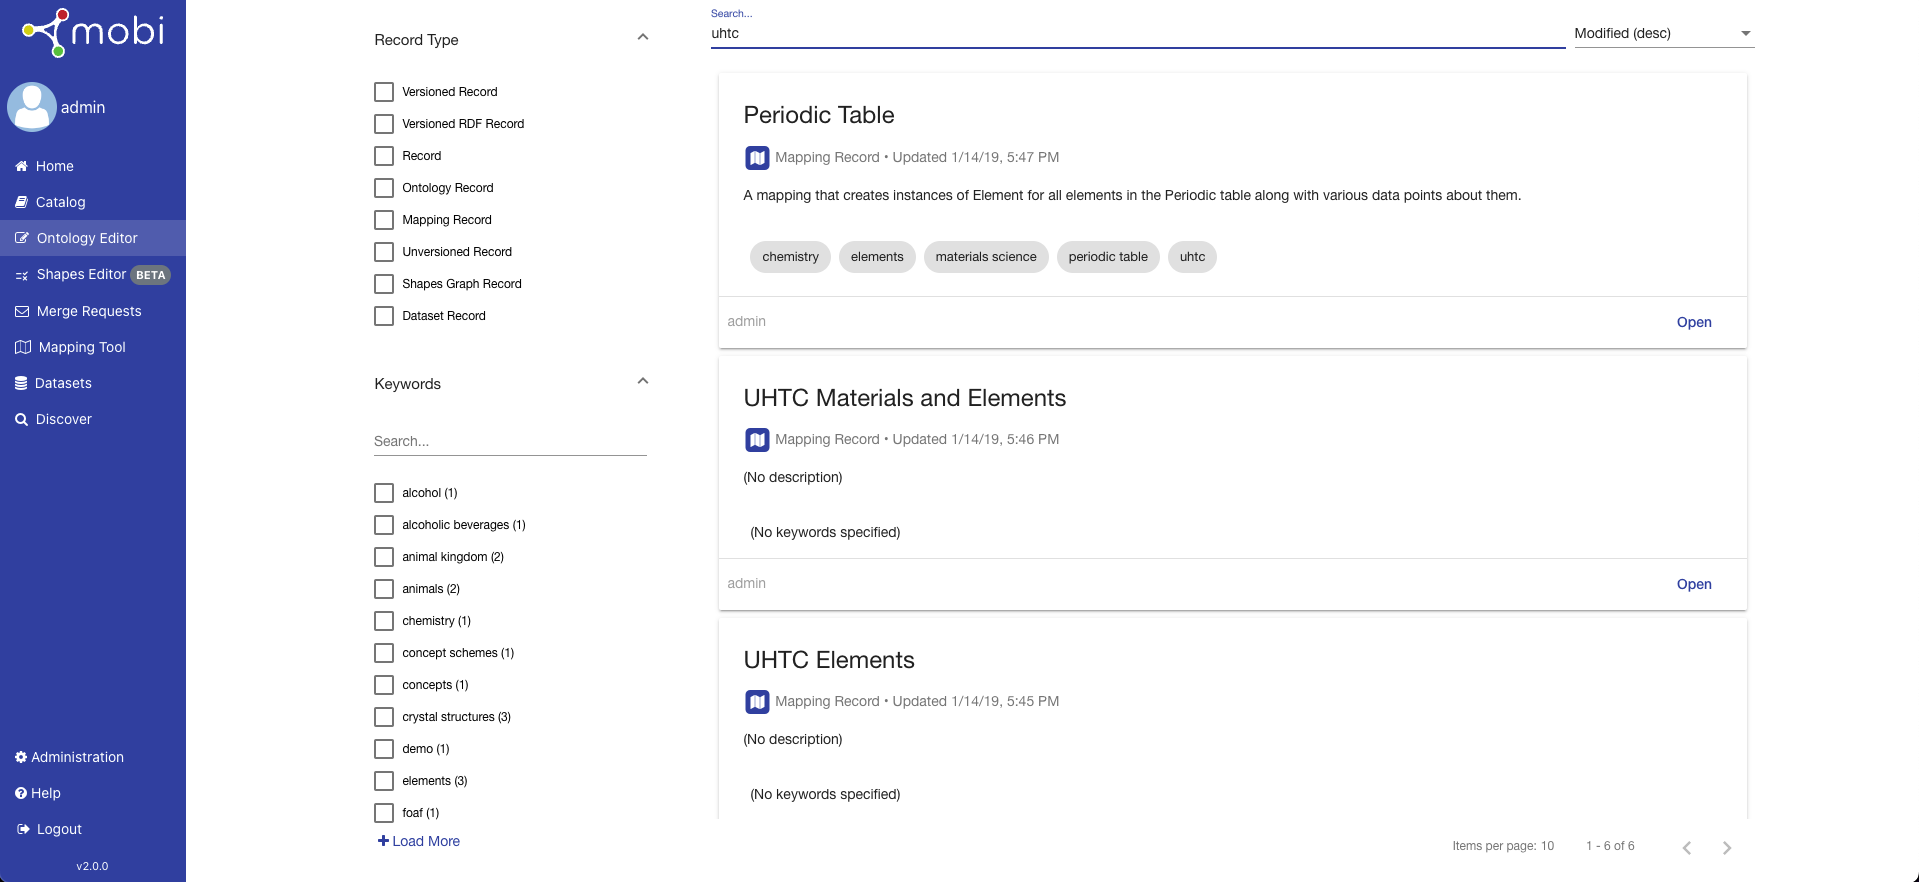 mobi
admin
Home
Catalog
Ontology Editor
Shapes Editor BETA
Merge Requests
Mapping Tool
Datasets
Discover
Administration
Help
Logout
v2.0.0
Record Type
Versioned Record
Versioned RDF Record
Record
Ontology Record
Mapping Record
Unversioned Record
Shapes Graph Record
Dataset Record
Keywords
Search...
alcohol (1)
alcoholic beverages (1)
animal kingdom (2)
animals (2)
chemistry (1)
concept schemes (1)
concepts (1)
crystal structures (3)
demo (1)
elements (3)
foaf (1)
Load More
Search...
uhtc
Modified (desc)
Periodic Table
Mapping Record • Updated 1/14/19, 5:47 PM
A mapping that creates instances of Element for all elements in the Periodic table along with various data points about them.
chemistry elements materials science periodic table uhtc
admin Open
UHTC Materials and Elements
Mapping Record • Updated 1/14/19, 5:46 PM
(No description)
(No keywords specified)
admin Open
UHTC Elements
Mapping Record • Updated 1/14/19, 5:45 PM
(No description)
(No keywords specified)
Items per page: 10 1 - 6 of 6